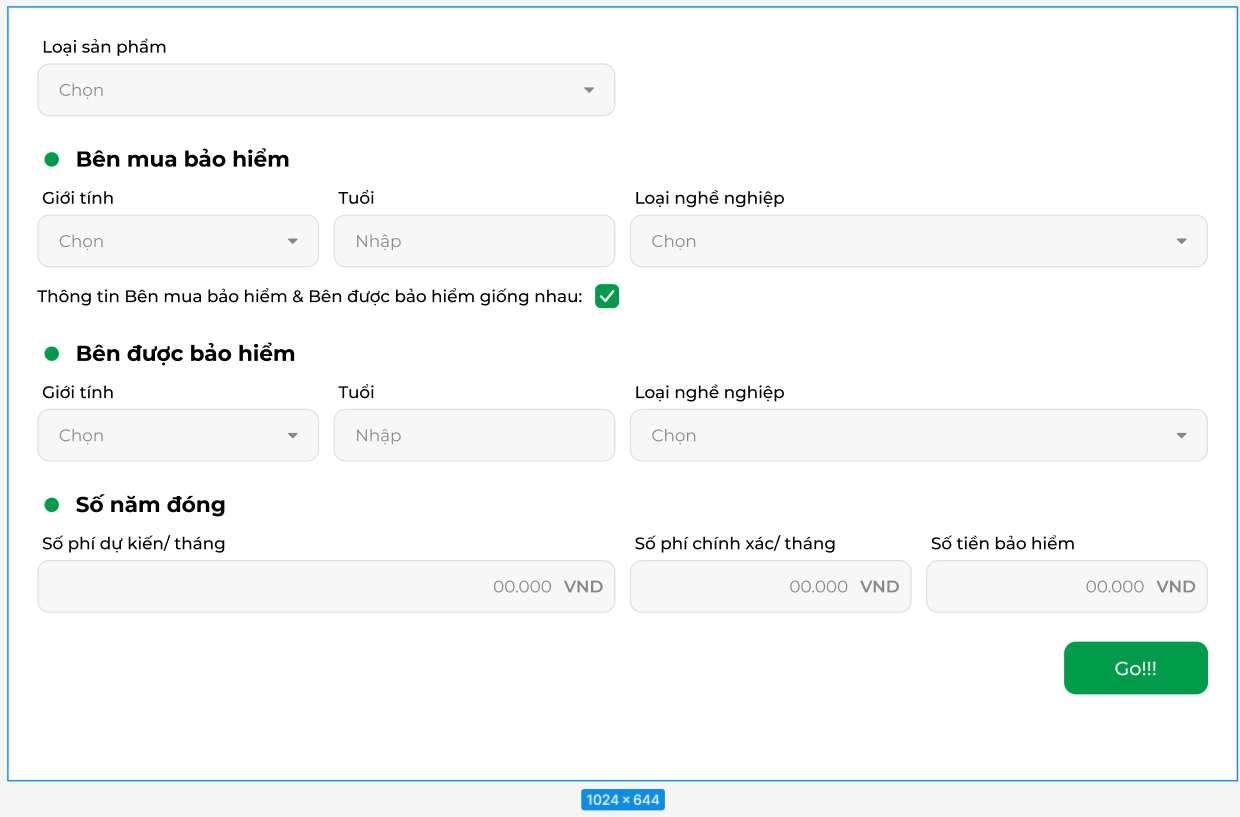 Loại sản phẩm
Chọn
Bên mua bảo hiểm
Giới tính Tuổi Loại nghề nghiệp
Chọn Nhập Chọn
Thông tin Bên mua bảo hiểm & Bên được bảo hiểm giống nhau:
Bên được bảo hiểm
Giới tính Tuổi Loại nghề nghiệp
Chọn Nhập Chọn
Số năm đóng
Số phí dự kiến/ tháng Số phí chính xác/ tháng Số tiền bảo hiểm
00.000 VND 00.000 VND 00.000 VND
Go!!!
1024 × 644